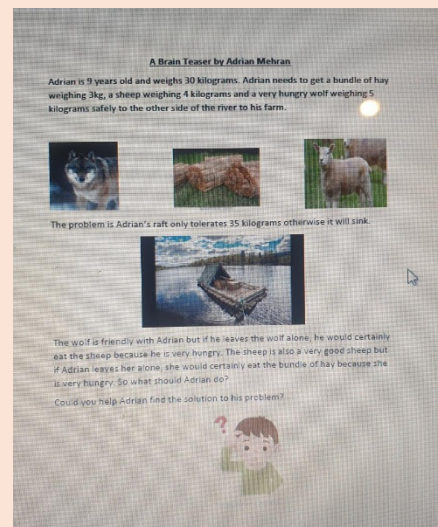 A Brain Teaser by Adrian Mehran
Adrian is 9 years old and weighs 30 kilograms. Adrian needs to get a bundle of hay
weighing 3kg, a sheep weighing 4 kilograms and a very hungry wolf weighing 5
kilograms safely to the other side of the river to his farm.
The problem is Adrian's raft only tolerates 35 kilograms otherwise it will sink.
The wolf is friendly with Adrian but if he leaves the wolf alone, he would certainly
eat the sheep because he is very hungry. The sheep is also a very good sheep but
if Adrian leaves her alone, she would certainly eat the bundle of hay because she
is very hungry. So what should Adrian do?
Could you help Adrian find the solution to his problem?
?